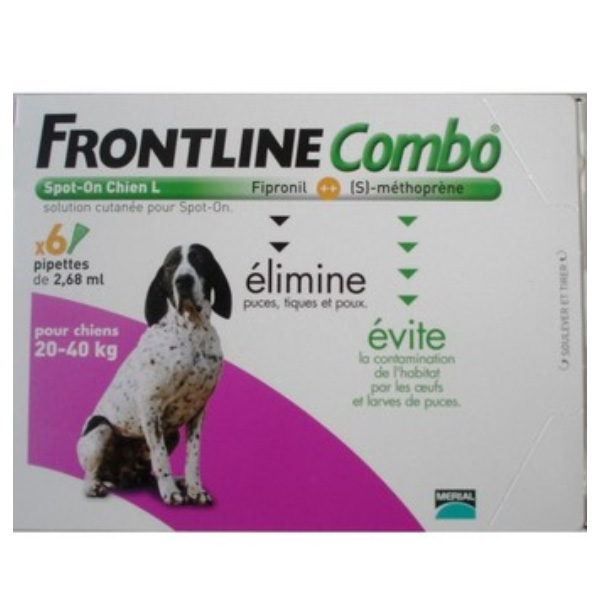 FRONTLINE Combo®
Spot-On Chien L Fipronil ++ (S)-méthoprène
solution cutanée pour Spot-On.
x6
pipettes
de 2,68 ml
pour chiens
20-40 kg
élimine
puces, tiques et poux.
évite
la contamination
de l'habitat
par les œufs
et larves de puces.
SOULEVER ET TIRER
MERIAL